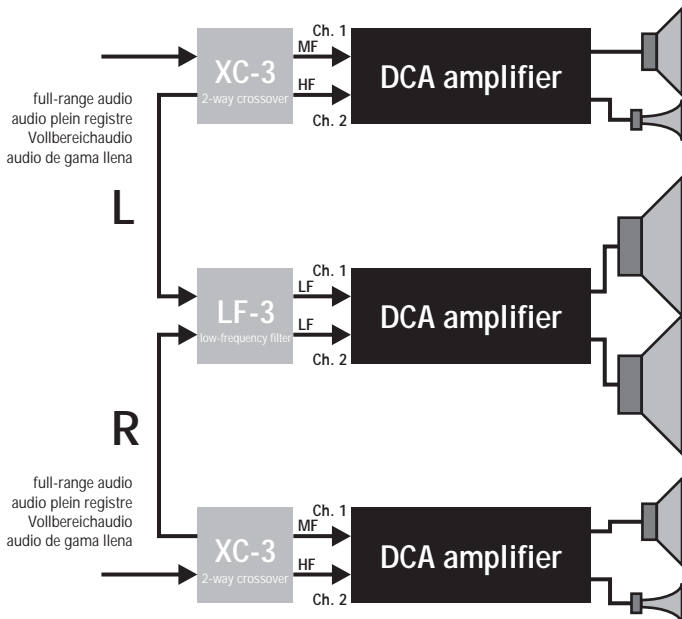 Ch. 1
MF
XC-3
2-way crossover
HF
Ch. 2
DCA amplifier
full-range audio
audio plein registre
Vollbereichaudio
audio de gama llena
L
Ch. 1
LF
LF-3
low-frequency filter
LF
Ch. 2
DCA amplifier
R
full-range audio
audio plein registre
Vollbereichaudio
audio de gama llena
Ch. 1
MF
XC-3
2-way crossover
HF
Ch. 2
DCA amplifier